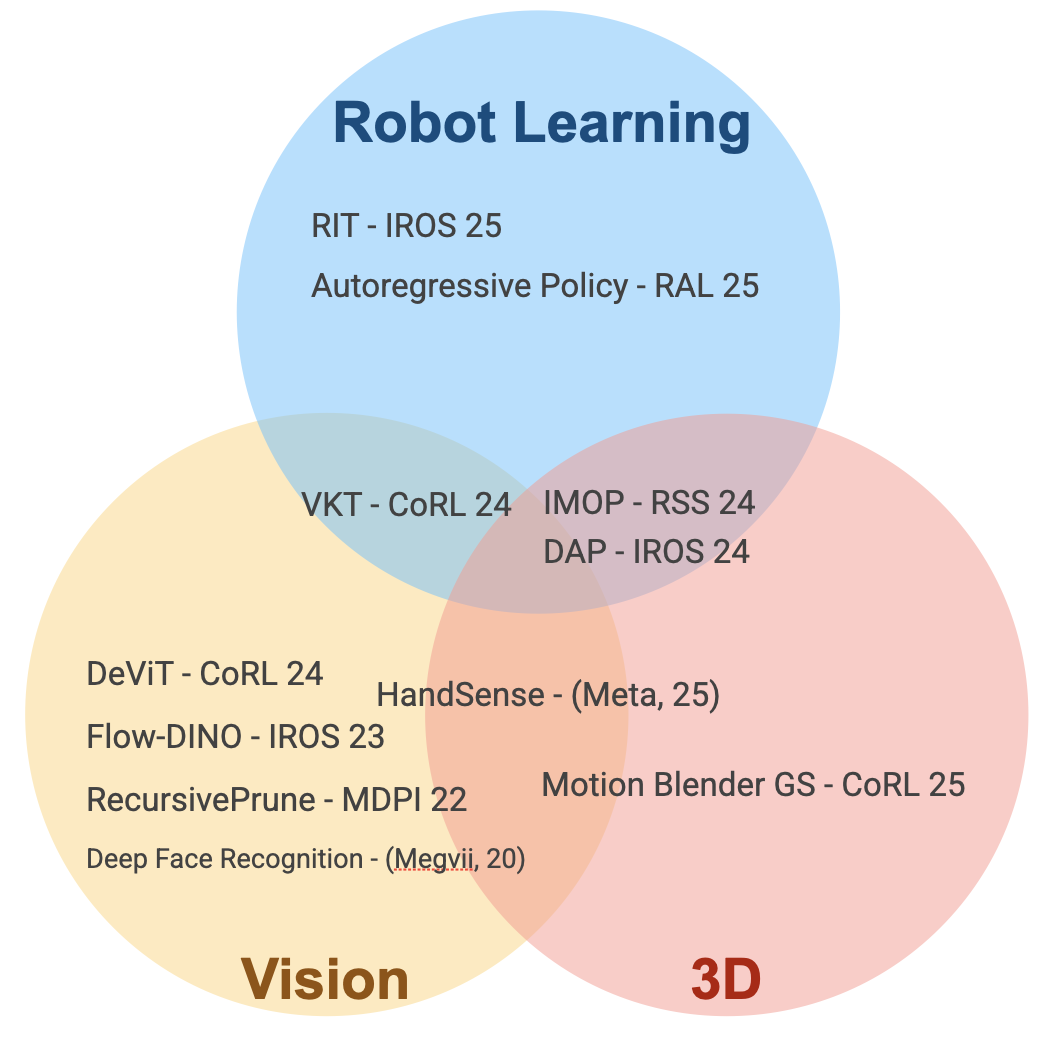 Robot Learning
RIT - IROS 25
Autoregressive Policy - RAL 25
VKT - CoRL 24
IMOP - RSS 24
DAP - IROS 24
DeViT - CoRL 24
HandSense - (Meta, 25)
Flow-DINO - IROS 23
Motion Blender GS - CoRL 25
RecursivePrune - MDPI 22
Deep Face Recognition - (Megvii, 20)
Vision
3D